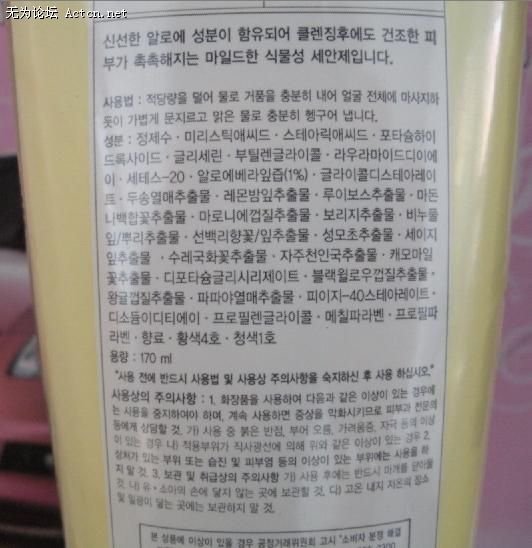 无为论坛 Actcn.net
신선한 알로에 성분이 함유되어 클렌징후에도 건조한 피
부가 촉촉해지는 마일드한 식물성 세안제입니다.
사용법 : 적당량을 덜어 물로 거품을 충분히 내어 얼굴 전체에 마사지하
듯이 가볍게 문지르고 맑은 물로 충분히 헹구어 냅니다.
성분 : 정제수 · 미리스틱애씨드 · 스테아릭애씨드 · 포타슘하이
드록사이드 · 글리세린 · 부틸렌글라이콜 · 라우라마이드디이에
이 · 세테스-20 · 알로에베라잎즙(1%) · 글라이콜디스테아레이
트 · 두송열매추출물 · 레몬밤잎추출물 · 루이보스추출물 · 마돈
나백합꽃추출물 · 마로니에껍질추출물 · 보리지추출물 · 비누풀
잎/뿌리추출물 · 선백리향꽃/잎추출물 · 성모초추출물 · 세이지
잎추출물 · 수레국화꽃추출물 · 자주천인국추출물 · 캐모마일
꽃추출물 · 디포타슘글리시리제이트 · 블랙윌로우껍질추출물 ·
왕귤껍질추출물 · 파파야열매추출물 · 피이지-40스테아레이트 ·
디소듐이디티에이 · 프로필렌글라이콜 · 메칠파라벤 · 프로필파
라벤 · 향료 · 황색4호 · 청색1호
용량 : 170 ml
"사용 전에 반드시 사용법 및 사용상 주의사항을 숙지하신 후 사용 하십시오."
사용상의 주의사항 : 1. 화장품을 사용하여 다음과 같은 이상이 있는 경우에
는 사용을 중지하여야 하며, 계속 사용하면 증상을 악화시키므로 피부과 전문의
등에게 상담할 것. 가) 사용 중 붉은 반점, 부어 오름, 가려움증, 자극 등의 이상
이 있는 경우 나) 적용부위가 직사광선에 의해 위와 같은 이상이 있는 경우 2.
상처가 있는 부위 또는 습진 및 피부염 등의 이상이 있는 부위에는 사용을 하
지 말 것. 3. 보관 및 취급상의 주의사항 가) 사용 후에는 반드시 마개를 닫아둘
것. 나) 유 · 소아의 손에 닿지 않는 곳에 보관할 것. 다) 고온 내지 저온의 장소
및 일광이 닿는 곳에는 보관하지 말 것.
본 상품에 이상이 있을 경우 공정거래위원회 고시 "소비자 분쟁 해결